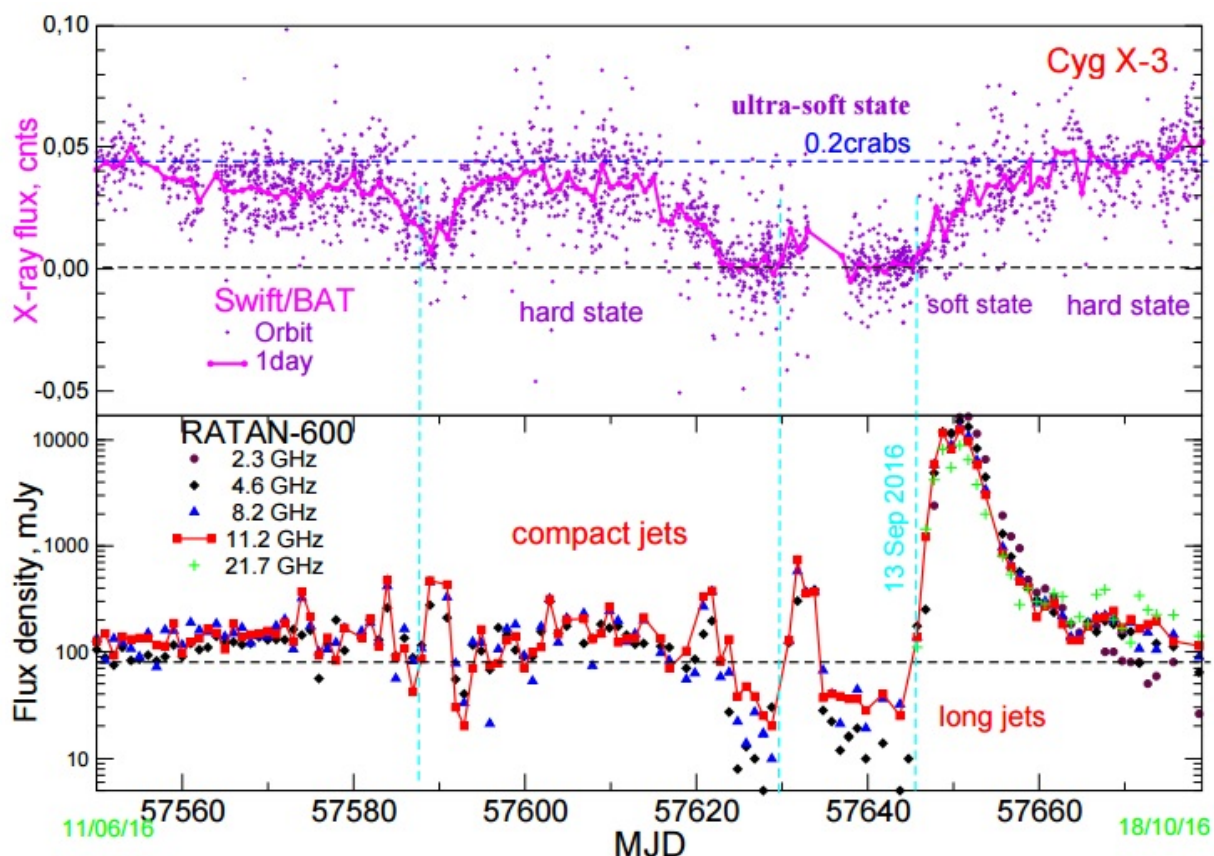 0,10
Cyg X-3
ultra-soft state
0.2crabs
0,05
X-ray flux, cnts
0,00
Swift/BAT
Orbit
1day
hard state
soft state
hard state
-0,05
RATAN-600
2.3 GHz
4.6 GHz
8.2 GHz
11.2 GHz
21.7 GHz
compact jets
13 Sep 2016
long jets
Flux density, mJy
10000
1000
100
10
57560
57580
57600
57620
57640
57660
11/06/16
MJD
18/10/16